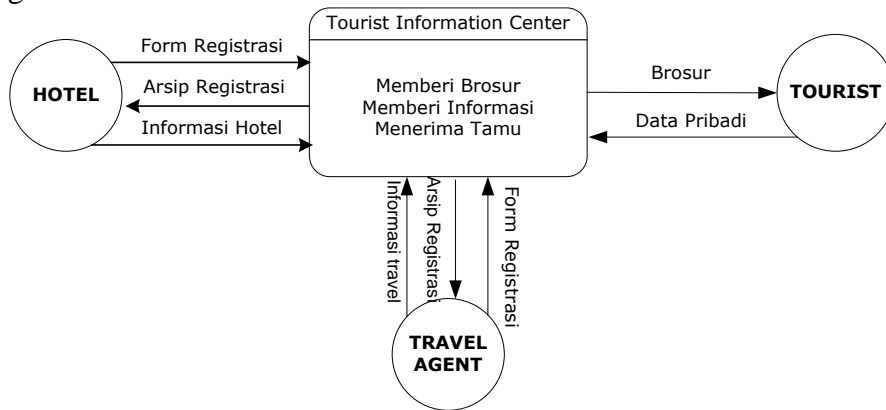 Tourist Information Center
Form Registrasi
Arsip Registrasi
HOTEL
Informasi Hotel
Memberi Brosur
Memberi Informasi
Menerima Tamu
Brosur
TOURIST
Data Pribadi
Informasi travel
Arsip Registrasi
Form Registrasi
TRAVEL
AGENT